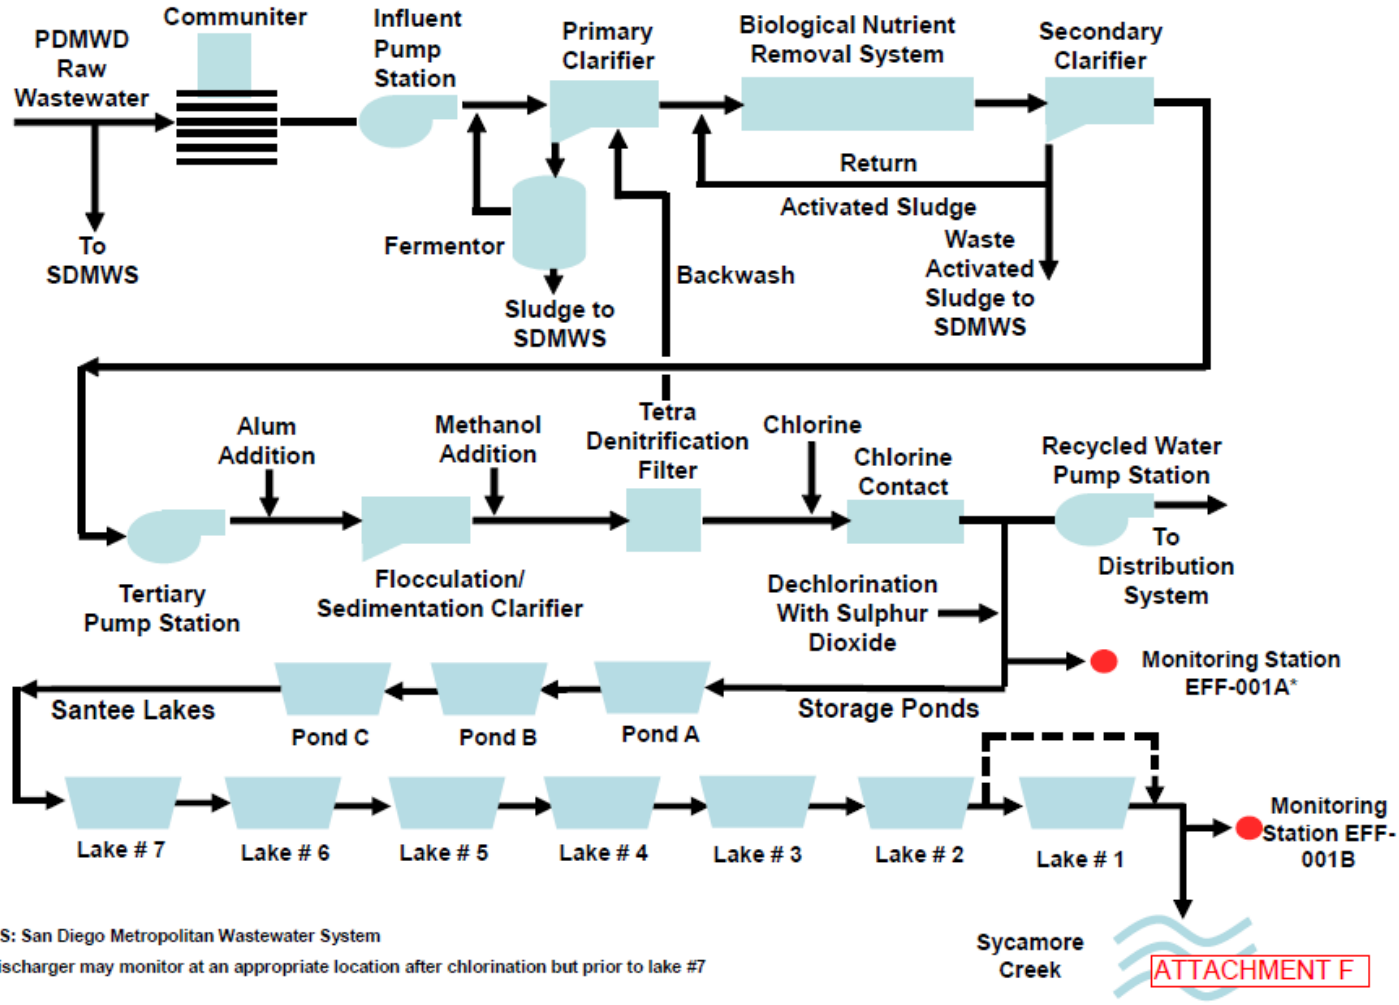 Communiter
PDMWD
Raw
Wastewater
Influent
Pump
Station
Primary
Clarifier
Biological Nutrient
Removal System
Secondary
Clarifier
To
SDMWS
Fermentor
Sludge to
SDMWS
Backwash
Return
Activated Sludge
Waste
Activated
Sludge to
SDMWS
Alum
Addition
Methanol
Addition
Tetra
Denitrification
Filter
Chlorine
Chlorine
Contact
Recycled Water
Pump Station
Tertiary
Pump Station
Flocculation/
Sedimentation Clarifier
To
Distribution
System
Dechlorination
With Sulphur
Dioxide
Monitoring Station
EFF-001A*
Santee Lakes
Pond C
Pond B
Pond A
Storage Ponds
Lake # 7
Lake # 6
Lake # 5
Lake # 4
Lake # 3
Lake # 2
Lake # 1
Monitoring
Station EFF-
001B
Sycamore
Creek
S: San Diego Metropolitan Wastewater System
ischarger may monitor at an appropriate location after chlorination but prior to lake #7
ATTACHMENT F